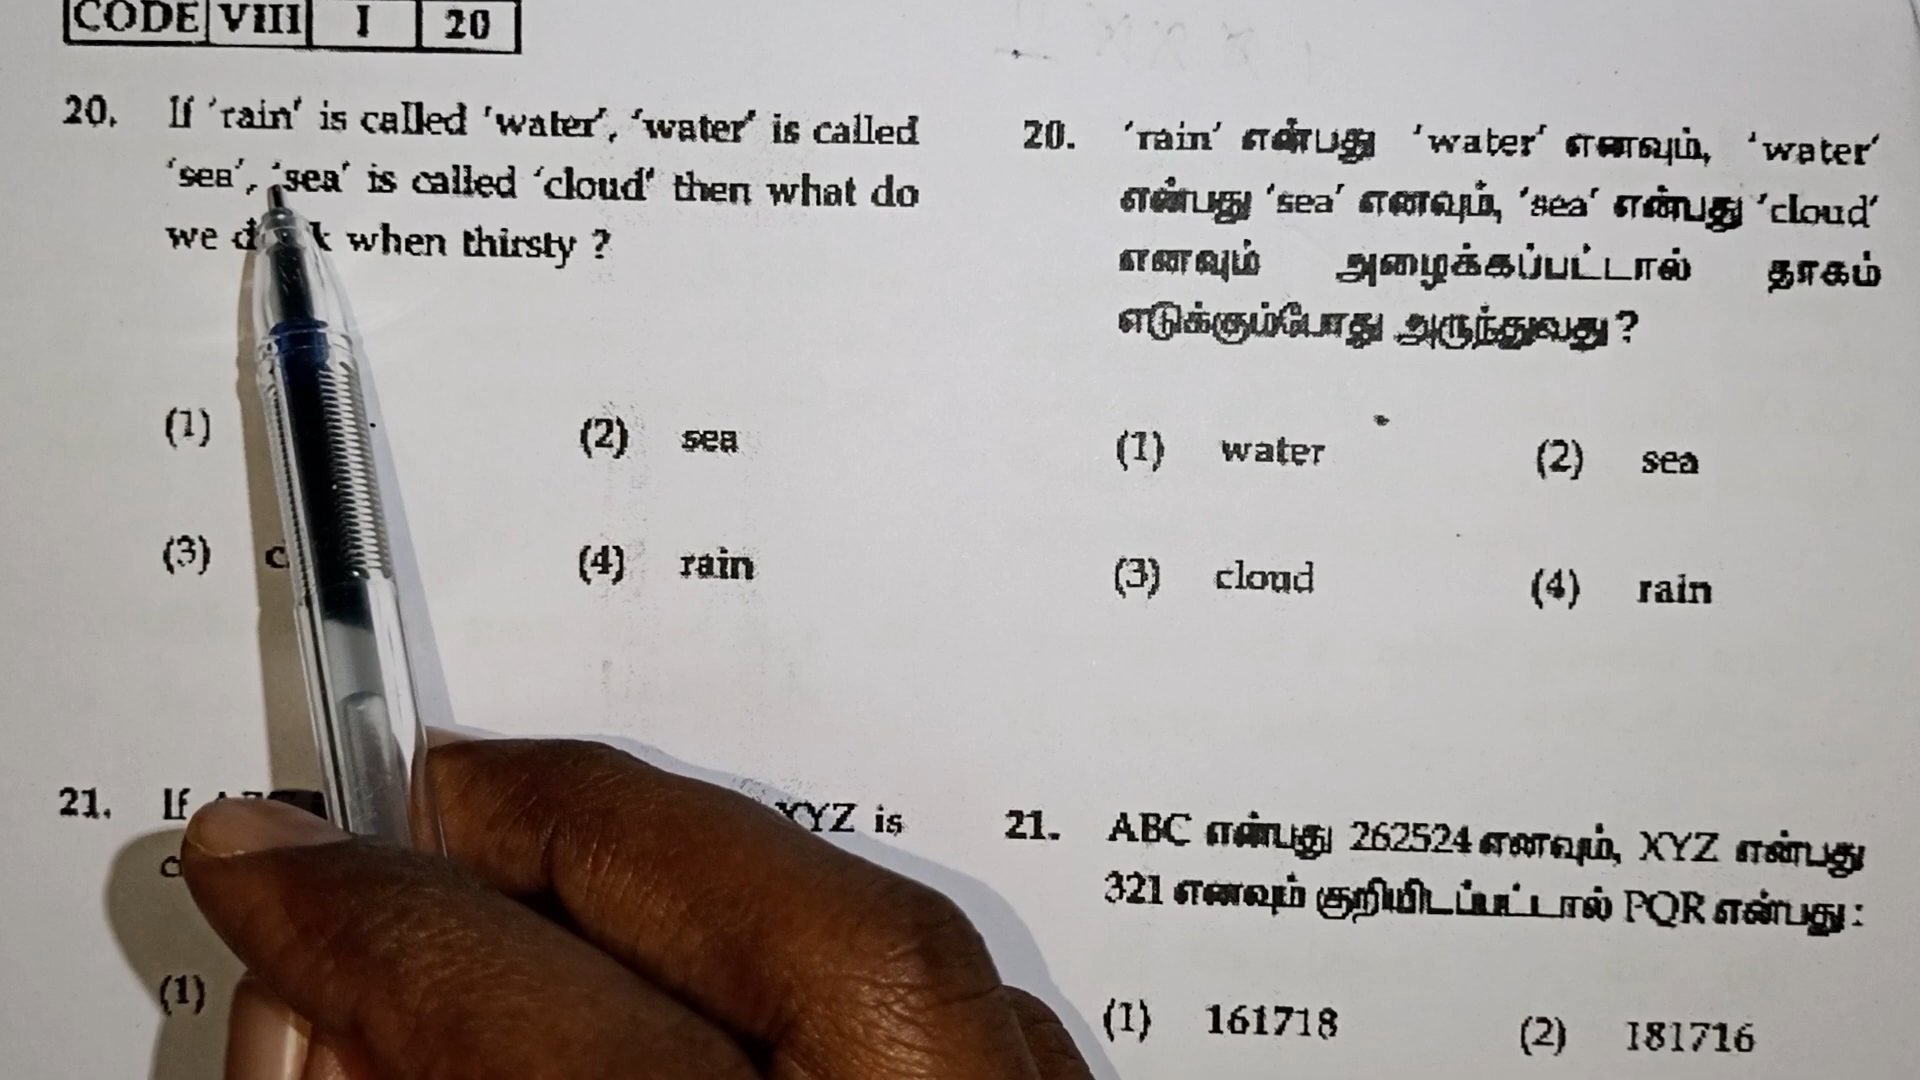 CODE VIII I 20
20. If 'rain' is called 'water', 'water' is called
'sea', 'sea' is called 'cloud' then what do
we when thirsty ?
(1) (2) sea
(3) (4) rain
21. If XYZ is
(1)
20. 'rain' என்பது 'water' எனவும், 'water'
என்பது 'sea' எனவும், 'sea' என்பது 'cloud'
எனவும் அழைக்கப்பட்டால் தாகம்
எடுக்கும்போது அருந்துவது ?
(1) water (2) sea
(3) cloud (4) rain
21. ABC என்பது 262524 எனவும், XYZ என்பது
321 எனவும் குறியிடப்பட்டால் PQR என்பது :
(1) 161718 (2) 181716